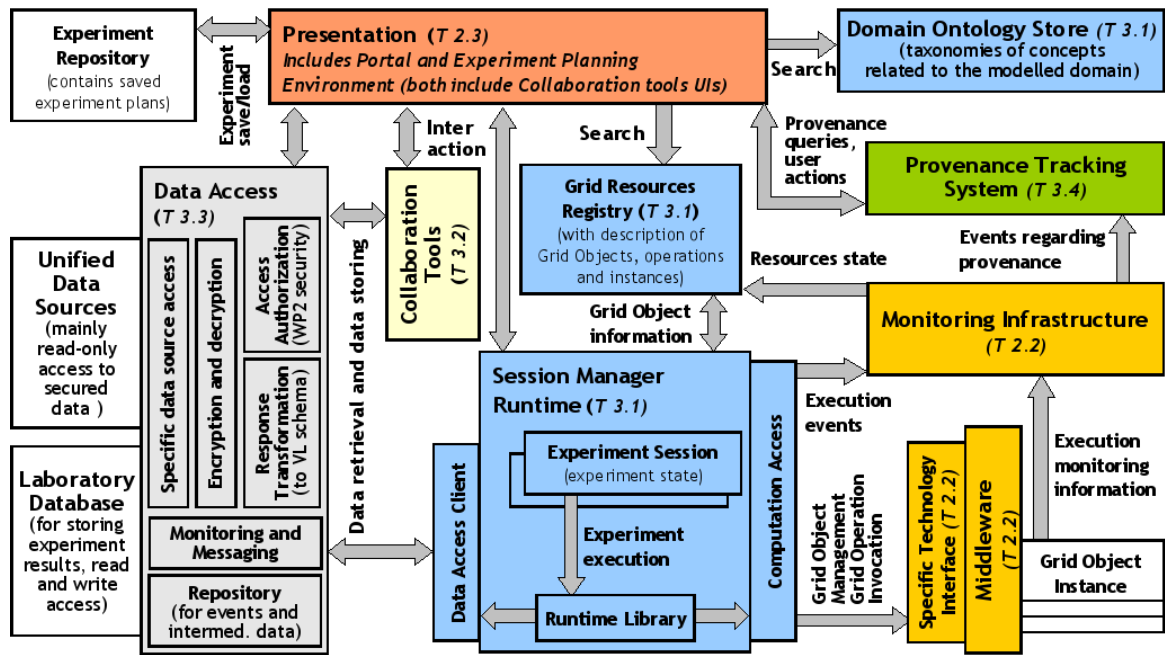 Experiment
Repository
(contains saved
experiment plans)
Experiment
save/load
Presentation (T 2.3)
Includes Portal and Experiment Planning
Environment (both include Collaboration tools UIs)
Search
Domain Ontology Store (T 3.1)
(taxonomies of concepts
related to the modelled domain)
Inter
action
Search
Provenance
queries,
user
actions
Provenance Tracking
System (T 3.4)
Data Access
(T 3.3)
Specific data source access
Encryption and decryption
Access
Authorization
(WP2 security)
Response
Transformation
(to VL schema)
Monitoring and
Messaging
Repository
(for events and
intermed. data)
Unified
Data
Sources
(mainly
read-only
access to
secured
data )
Laboratory
Database
(for storing
experiment
results, read
and write
access)
Data retrieval and data storing
Collaboration
Tools
(T 3.2)
Grid Resources
Registry (T 3.1)
(with description of
Grid Objects, operations
and instances)
Resources state
Events regarding
provenance
Grid Object
information
Monitoring Infrastructure
(T 2.2)
Session Manager
Runtime (T 3.1)
Experiment Session
(experiment state)
Experiment
execution
Runtime Library
Data Access Client
Computation Access
Execution
events
Grid Object
Management
Grid Operation
Invocation
Specific Technology
Interface (T 2.2)
Middleware
(T 2.2)
Execution
monitoring
information
Grid Object
Instance